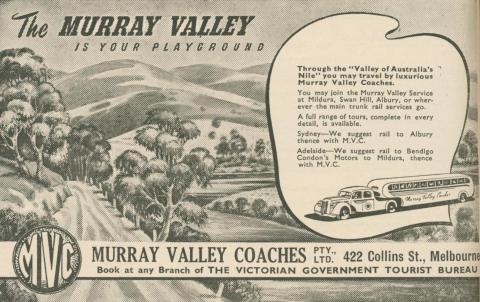 The MURRAY VALLEY
IS YOUR PLAYGROUND
Through the "Valley of Australia's
Nile" you may travel by luxurious
Murray Valley Coaches.
You may join the Murray Valley Service
at Mildura, Swan Hill, Albury, or wher-
ever the main trunk rail services go.
A full range of tours, complete in every
detail, is available.
Sydney—We suggest rail to Albury
thence with M.V.C.
Adelaide—We suggest rail to Bendigo
Condon's Motors to Mildura, thence
with M.V.C.
Murray Valley Coaches
MVC
MURRAY VALLEY COACHES PTY., LTD. 422 Collins St., Melbourne
Book at any Branch of THE VICTORIAN GOVERNMENT TOURIST BUREAU